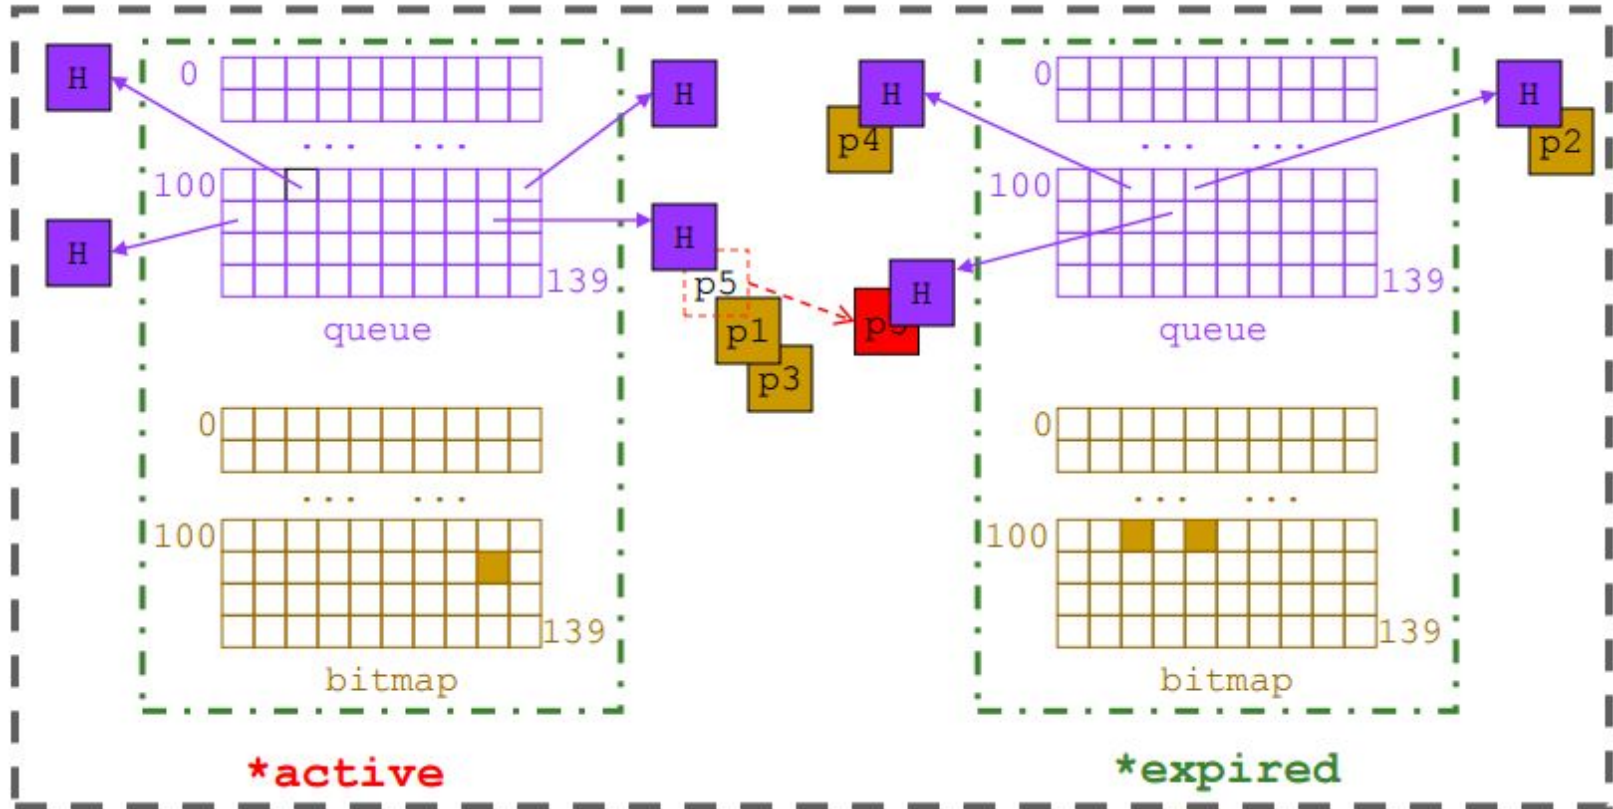 H
0
H
H
0
H
p4
p2
... ...
... ...
100
100
H
H
139
p5
H
139
queue
p1
queue
p3
0
0
... ...
... ...
100
100
139
139
bitmap
bitmap
*active
*expired